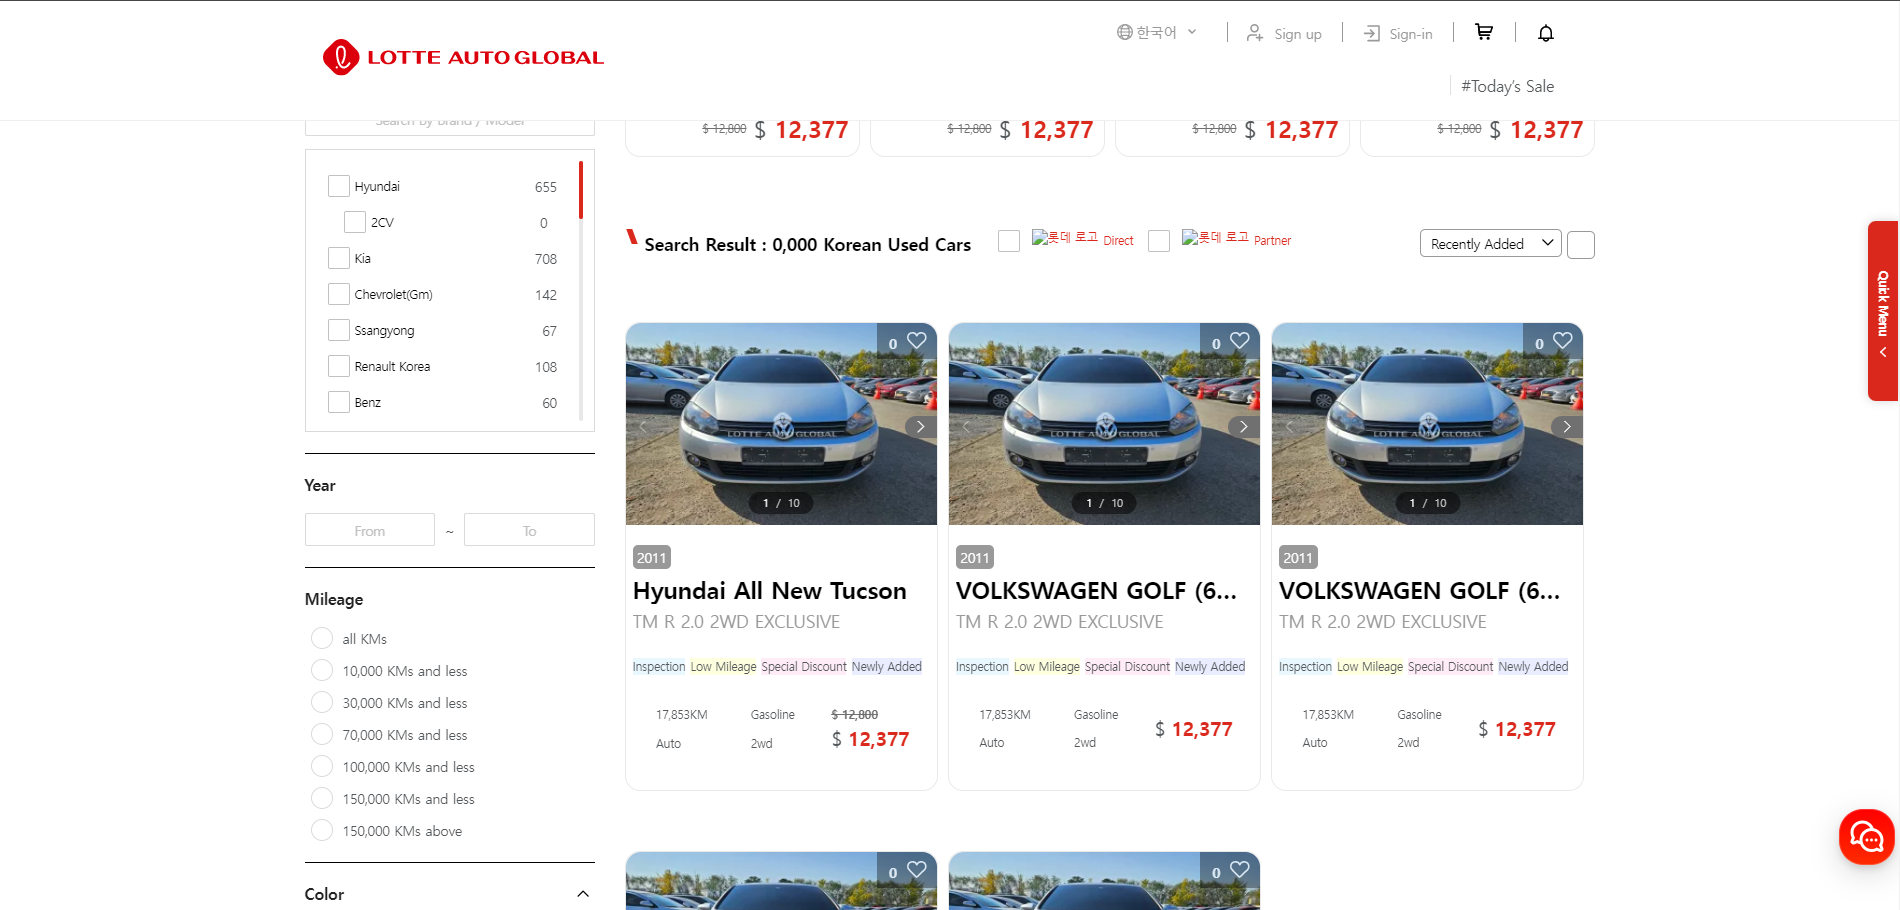 한국어
Sign up
Sign-in
LOTTE AUTO GLOBAL
#Today's Sale
Search by Brand / Model
$ 12,800 $ 12,377
$ 12,800 $ 12,377
$ 12,800 $ 12,377
$ 12,800 $ 12,377
Hyundai 655
2CV 0
Kia 708
Chevrolet(Gm) 142
Ssangyong 67
Renault Korea 108
Benz 60
Year
From ~ To
Mileage
all KMs
10,000 KMs and less
30,000 KMs and less
70,000 KMs and less
100,000 KMs and less
150,000 KMs and less
150,000 KMs above
Color
Search Result : 0,000 Korean Used Cars
롯데 로고 Direct
롯데 로고 Partner
Recently Added
0
LOTTE AUTO GLOBAL
1 / 10
2011
Hyundai All New Tucson
TM R 2.0 2WD EXCLUSIVE
Inspection Low Mileage Special Discount Newly Added
17,853KM Gasoline $ 12,800
Auto 2wd $ 12,377
0
LOTTE AUTO GLOBAL
1 / 10
2011
VOLKSWAGEN GOLF (6...
TM R 2.0 2WD EXCLUSIVE
Inspection Low Mileage Special Discount Newly Added
17,853KM Gasoline
$ 12,377
Auto 2wd
0
LOTTE AUTO GLOBAL
1 / 10
2011
VOLKSWAGEN GOLF (6...
TM R 2.0 2WD EXCLUSIVE
Inspection Low Mileage Special Discount Newly Added
17,853KM Gasoline
$ 12,377
Auto 2wd
0
0
Quick Menu